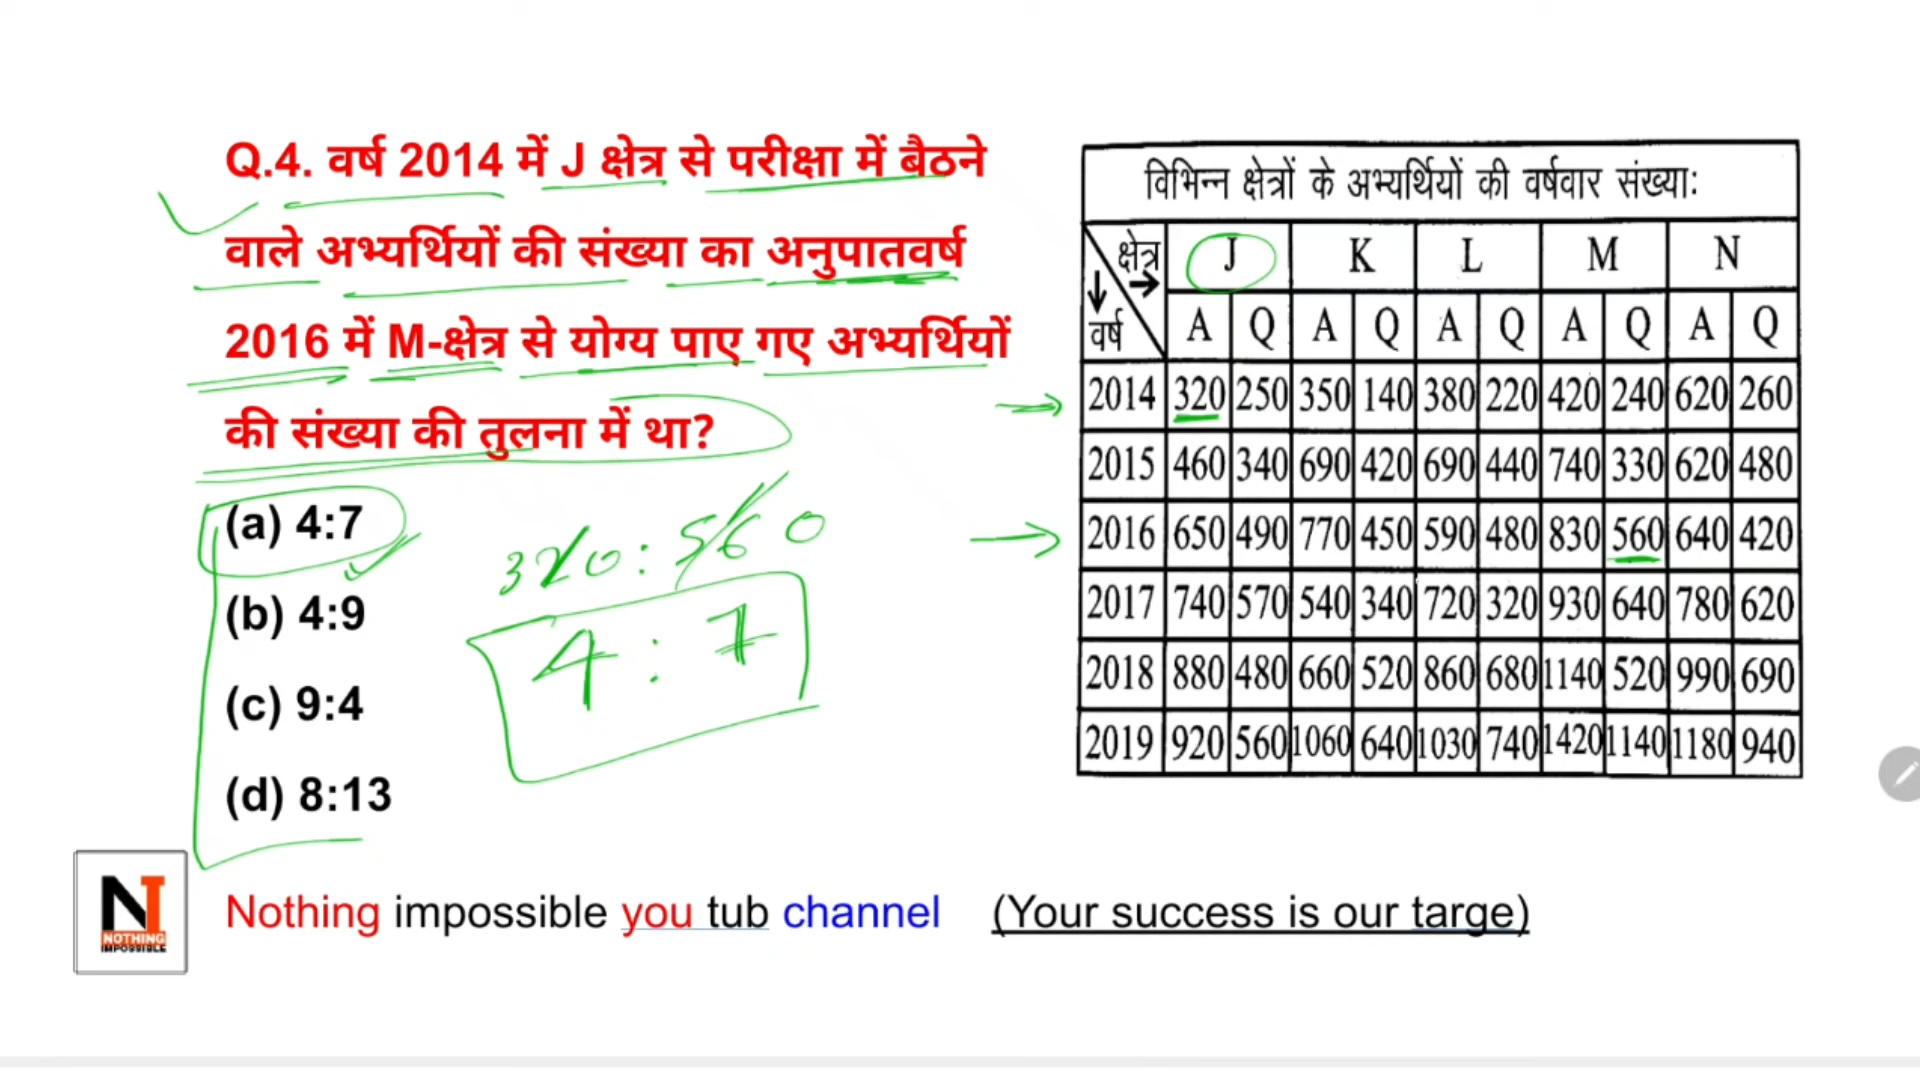 Q.4. वर्ष 2014 में J क्षेत्र से परीक्षा में बैठने
वाले अभ्यर्थियों की संख्या का अनुपातवर्ष
2016 में M-क्षेत्र से योग्य पाए गए अभ्यर्थियों
की संख्या की तुलना में था?
(a) 4:7
(b) 4:9
(c) 9:4
(d) 8:13
320 : 560
4 : 7
विभिन्न क्षेत्रों के अभ्यर्थियों की वर्षवार संख्या:
क्षेत्र J K L M N
वर्ष A Q A Q A Q A Q A Q
2014 320 250 350 140 380 220 420 240 620 260
2015 460 340 690 420 690 440 740 330 620 480
2016 650 490 770 450 590 480 830 560 640 420
2017 740 570 540 340 720 320 930 640 780 620
2018 880 480 660 520 860 680 1140 520 990 690
2019 920 560 1060 640 1030 740 1420 1140 1180 940
NOTHING
IMPOSSIBLE
Nothing impossible you tub channel (Your success is our targe)